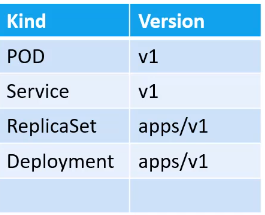 Kind Version
POD v1
Service v1
ReplicaSet apps/v1
Deployment apps/v1